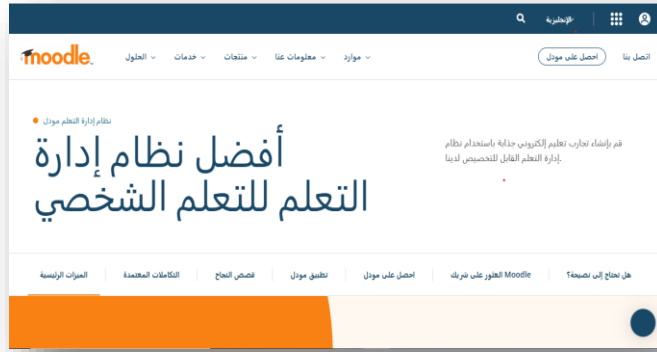 الإنجليزية
moodle
الحلول
خدمات
منتجات
معلومات عنا
موارد
احصل على مودل
اتصل بنا
نظام إدارة التعلم مودل
أفضل نظام إدارة
التعلم للتعلم الشخصي
قم بإنشاء تجارب تعليم إلكتروني جذابة باستخدام نظام
.إدارة التعلم القابل للتخصيص لدينا
الميزات الرئيسية
التكاملات المعتمدة
قصص النجاح
تطبيق مودل
احصل على مودل
Moodle العثور على شريك
هل تحتاج إلى نصيحة؟